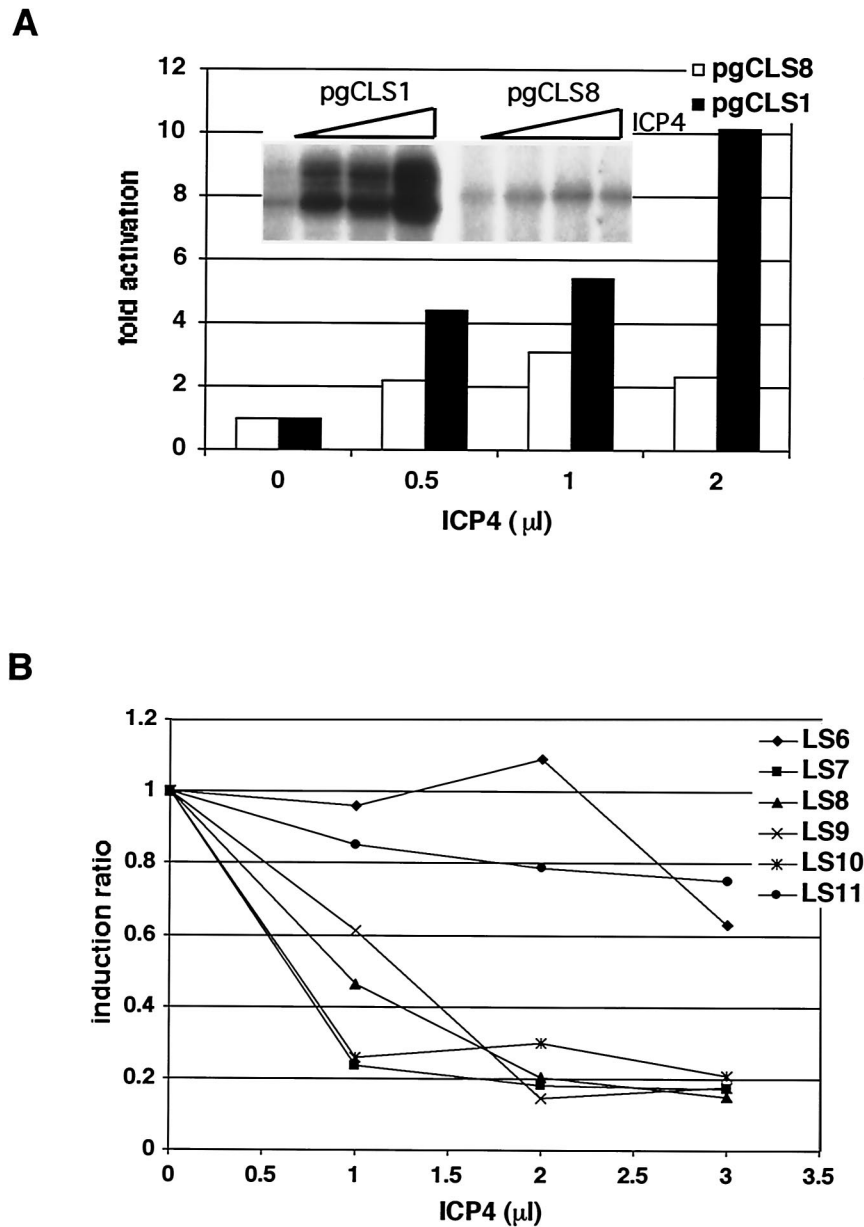 A
pgCLS8
pgCLS1
pgCLS1
pgCLS8
ICP4
fold activation
12
10
8
6
4
2
0
0 0.5 1 2
ICP4 (μl)
B
LS6
LS7
LS8
LS9
LS10
LS11
induction ratio
1.2
1
0.8
0.6
0.4
0.2
0
0 0.5 1 1.5 2 2.5 3 3.5
ICP4 (μl)